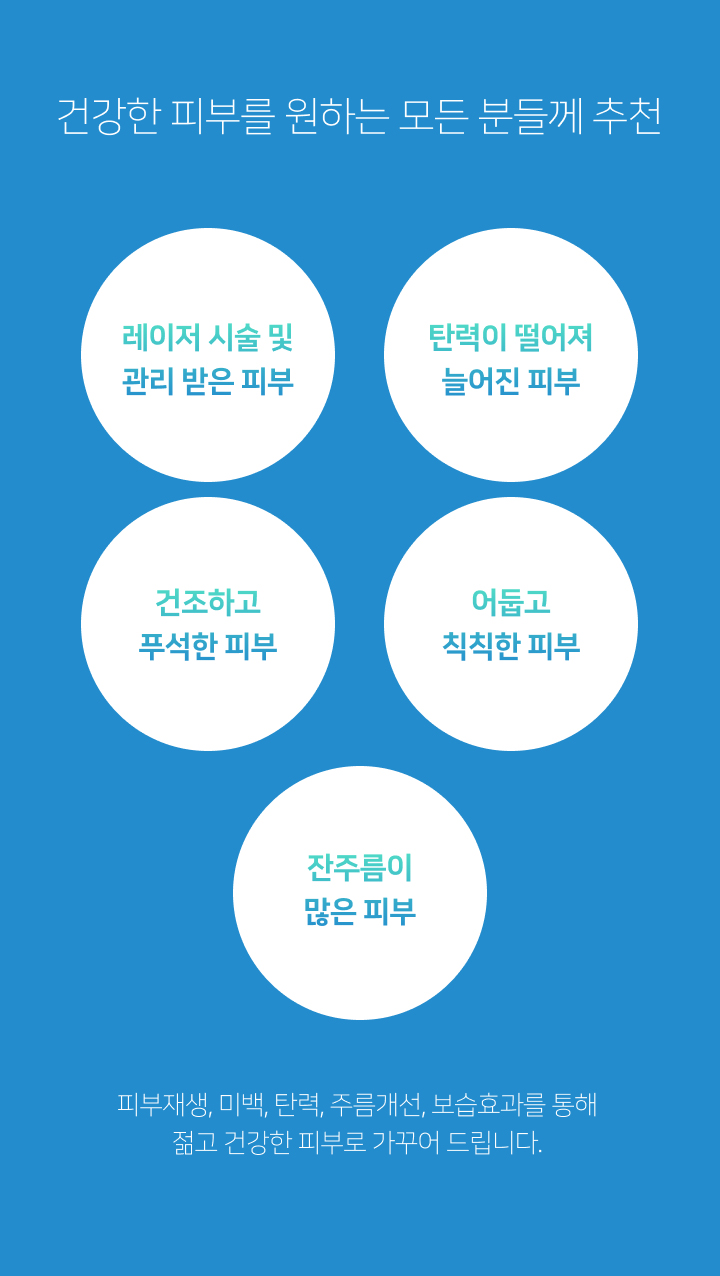 건강한 피부를 원하는 모든 분들께 추천
레이저 시술 및
관리 받은 피부
탄력이 떨어져
늘어진 피부
건조하고
푸석한 피부
어둡고
칙칙한 피부
잔주름이
많은 피부
피부재생, 미백, 탄력, 주름개선, 보습효과를 통해
젊고 건강한 피부로 가꾸어 드립니다.